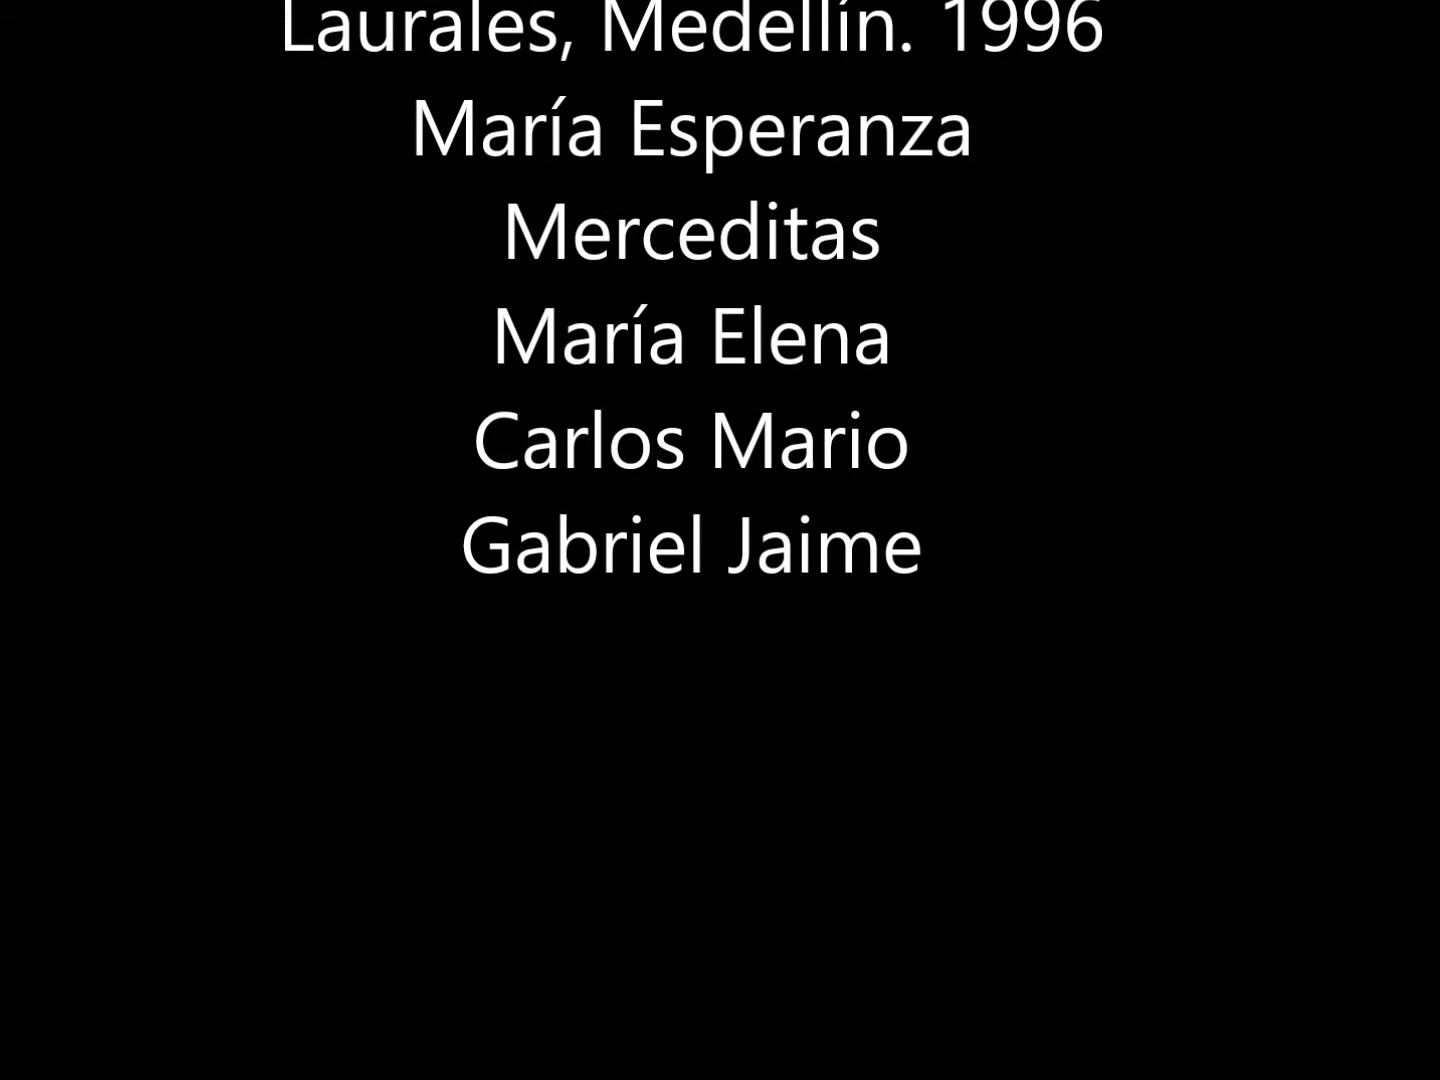 Laurales, Medellín. 1996
María Esperanza
Merceditas
María Elena
Carlos Mario
Gabriel Jaime